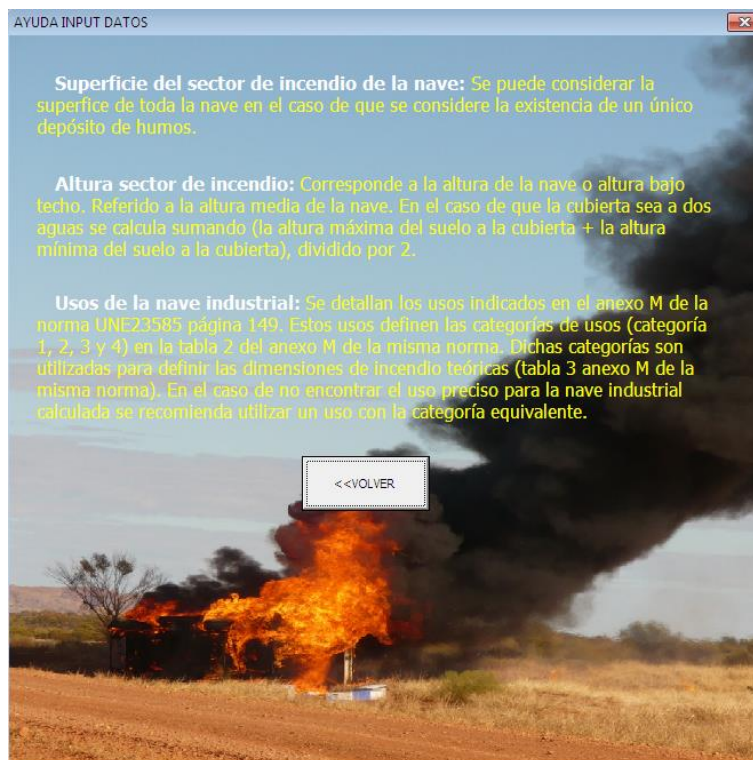 AYUDA INPUT DATOS
Superficie del sector de incendio de la nave: Se puede considerar la
superfice de toda la nave en el caso de que se considere la existencia de un único
depósito de humos.
Altura sector de incendio: Corresponde a la altura de la nave o altura bajo
techo. Referido a la altura media de la nave. En el caso de que la cubierta sea a dos
aguas se calcula sumando (la altura máxima del suelo a la cubierta + la altura
mínima del suelo a la cubierta), dividido por 2.
Usos de la nave industrial: Se detallan los usos indicados en el anexo M de la
norma UNE23585 página 149. Estos usos definen las categorías de usos (categoría
1, 2, 3 y 4) en la tabla 2 del anexo M de la misma norma. Dichas categorías son
utilizadas para definir las dimensiones de incendio teóricas (tabla 3 anexo M de la
misma norma). En el caso de no encontrar el uso preciso para la nave industrial
calculada se recomienda utilizar un uso con la categoría equivalente.
<<VOLVER